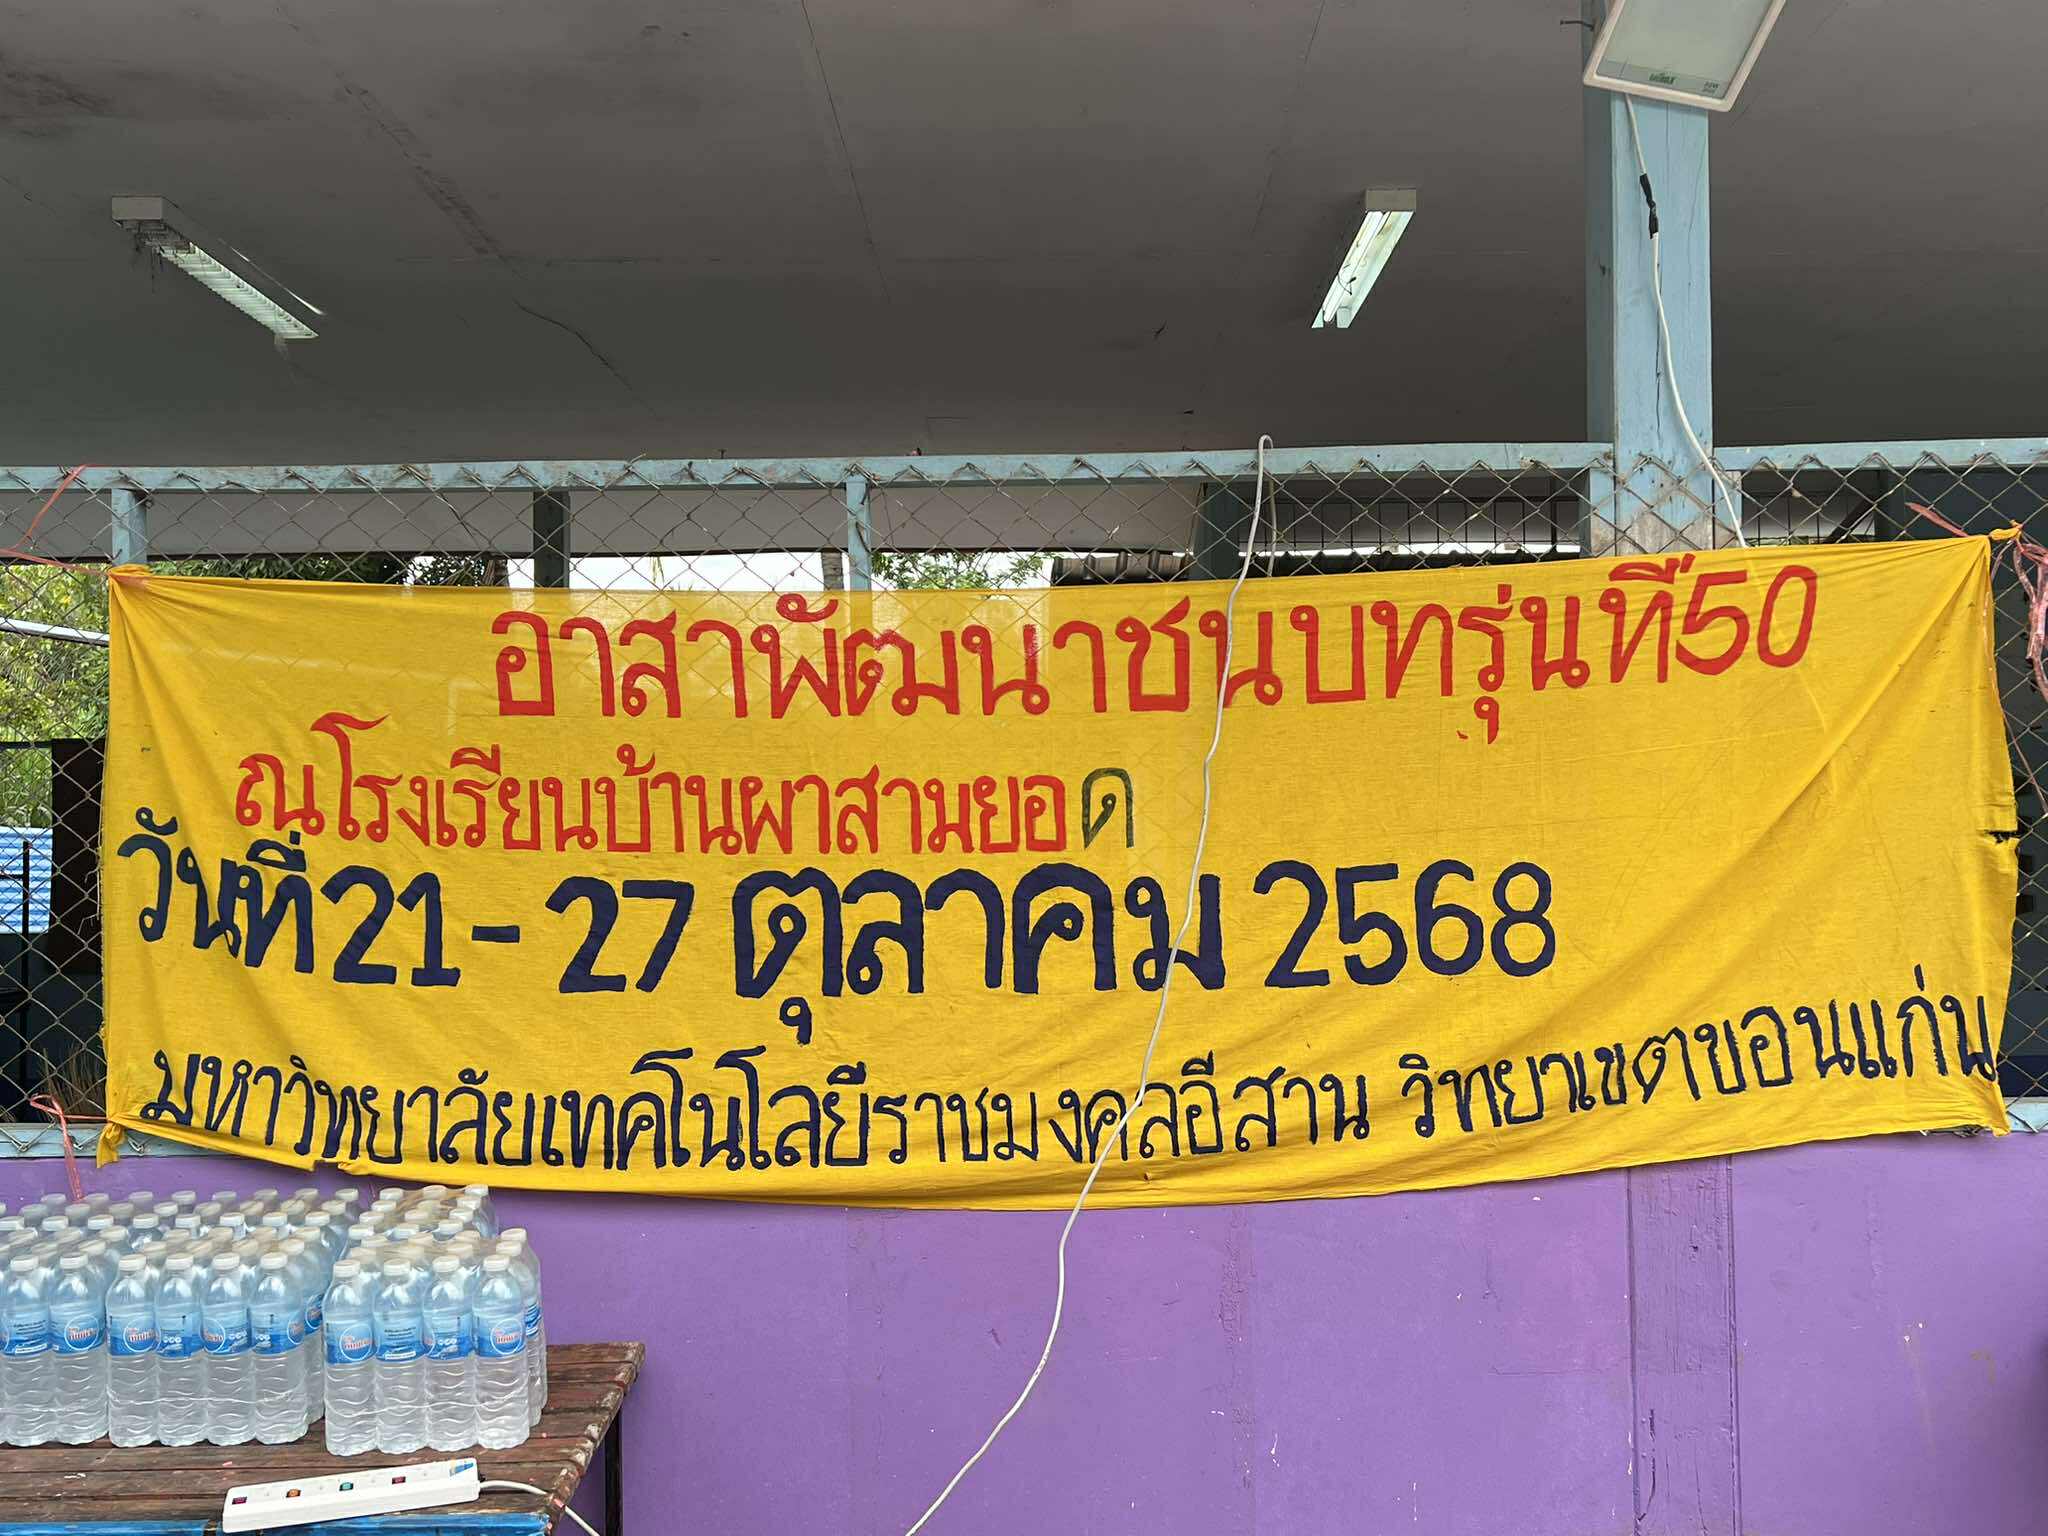 อาสาพัฒนาชนบทรุ่นที่50
ณโรงเรียนบ้านผาสามยอด
วันที่21-27 ตุลาคม 2568
มหาวิทยาลัยเทคโนโลยีราชมงคลอีสาน วิทยาเขตขอนแก่น